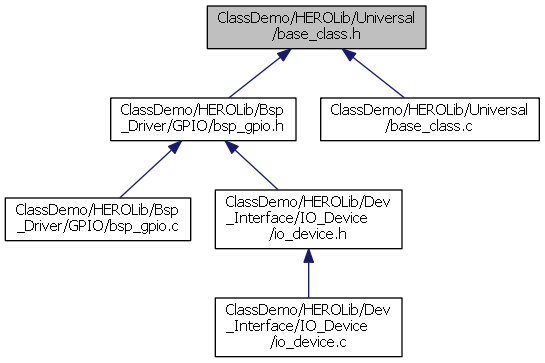 ClassDemo/HEROLib/Universal
/base_class.h
ClassDemo/HEROLib/Bsp
_Driver/GPIO/bsp_gpio.h
ClassDemo/HEROLib/Universal
/base_class.c
ClassDemo/HEROLib/Bsp
_Driver/GPIO/bsp_gpio.c
ClassDemo/HEROLib/Dev
_Interface/IO_Device
/io_device.h
ClassDemo/HEROLib/Dev
_Interface/IO_Device
/io_device.c